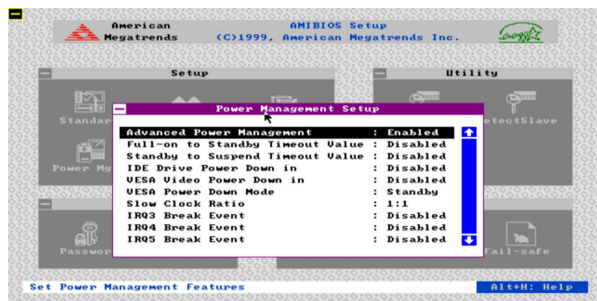 American Megatrends
AMIBIOS Setup
(C)1999, American Megatrends Inc.
energy
Setup
Utility
Standar
etectSlave
Power Management Setup
Advanced Power Management : Enabled
Full-on to Standby Timeout Value : Disabled
Standby to Suspend Timeout Value : Disabled
IDE Drive Power Down in : Disabled
VESA Video Power Down in : Disabled
VESA Power Down Mode : Standby
Slow Clock Ratio : 1:1
IRQ3 Break Event : Disabled
IRQ4 Break Event : Disabled
IRQ5 Break Event : Disabled
Power Mg
Passwor
Fail-safe
Set Power Management Features
Alt+H: Help